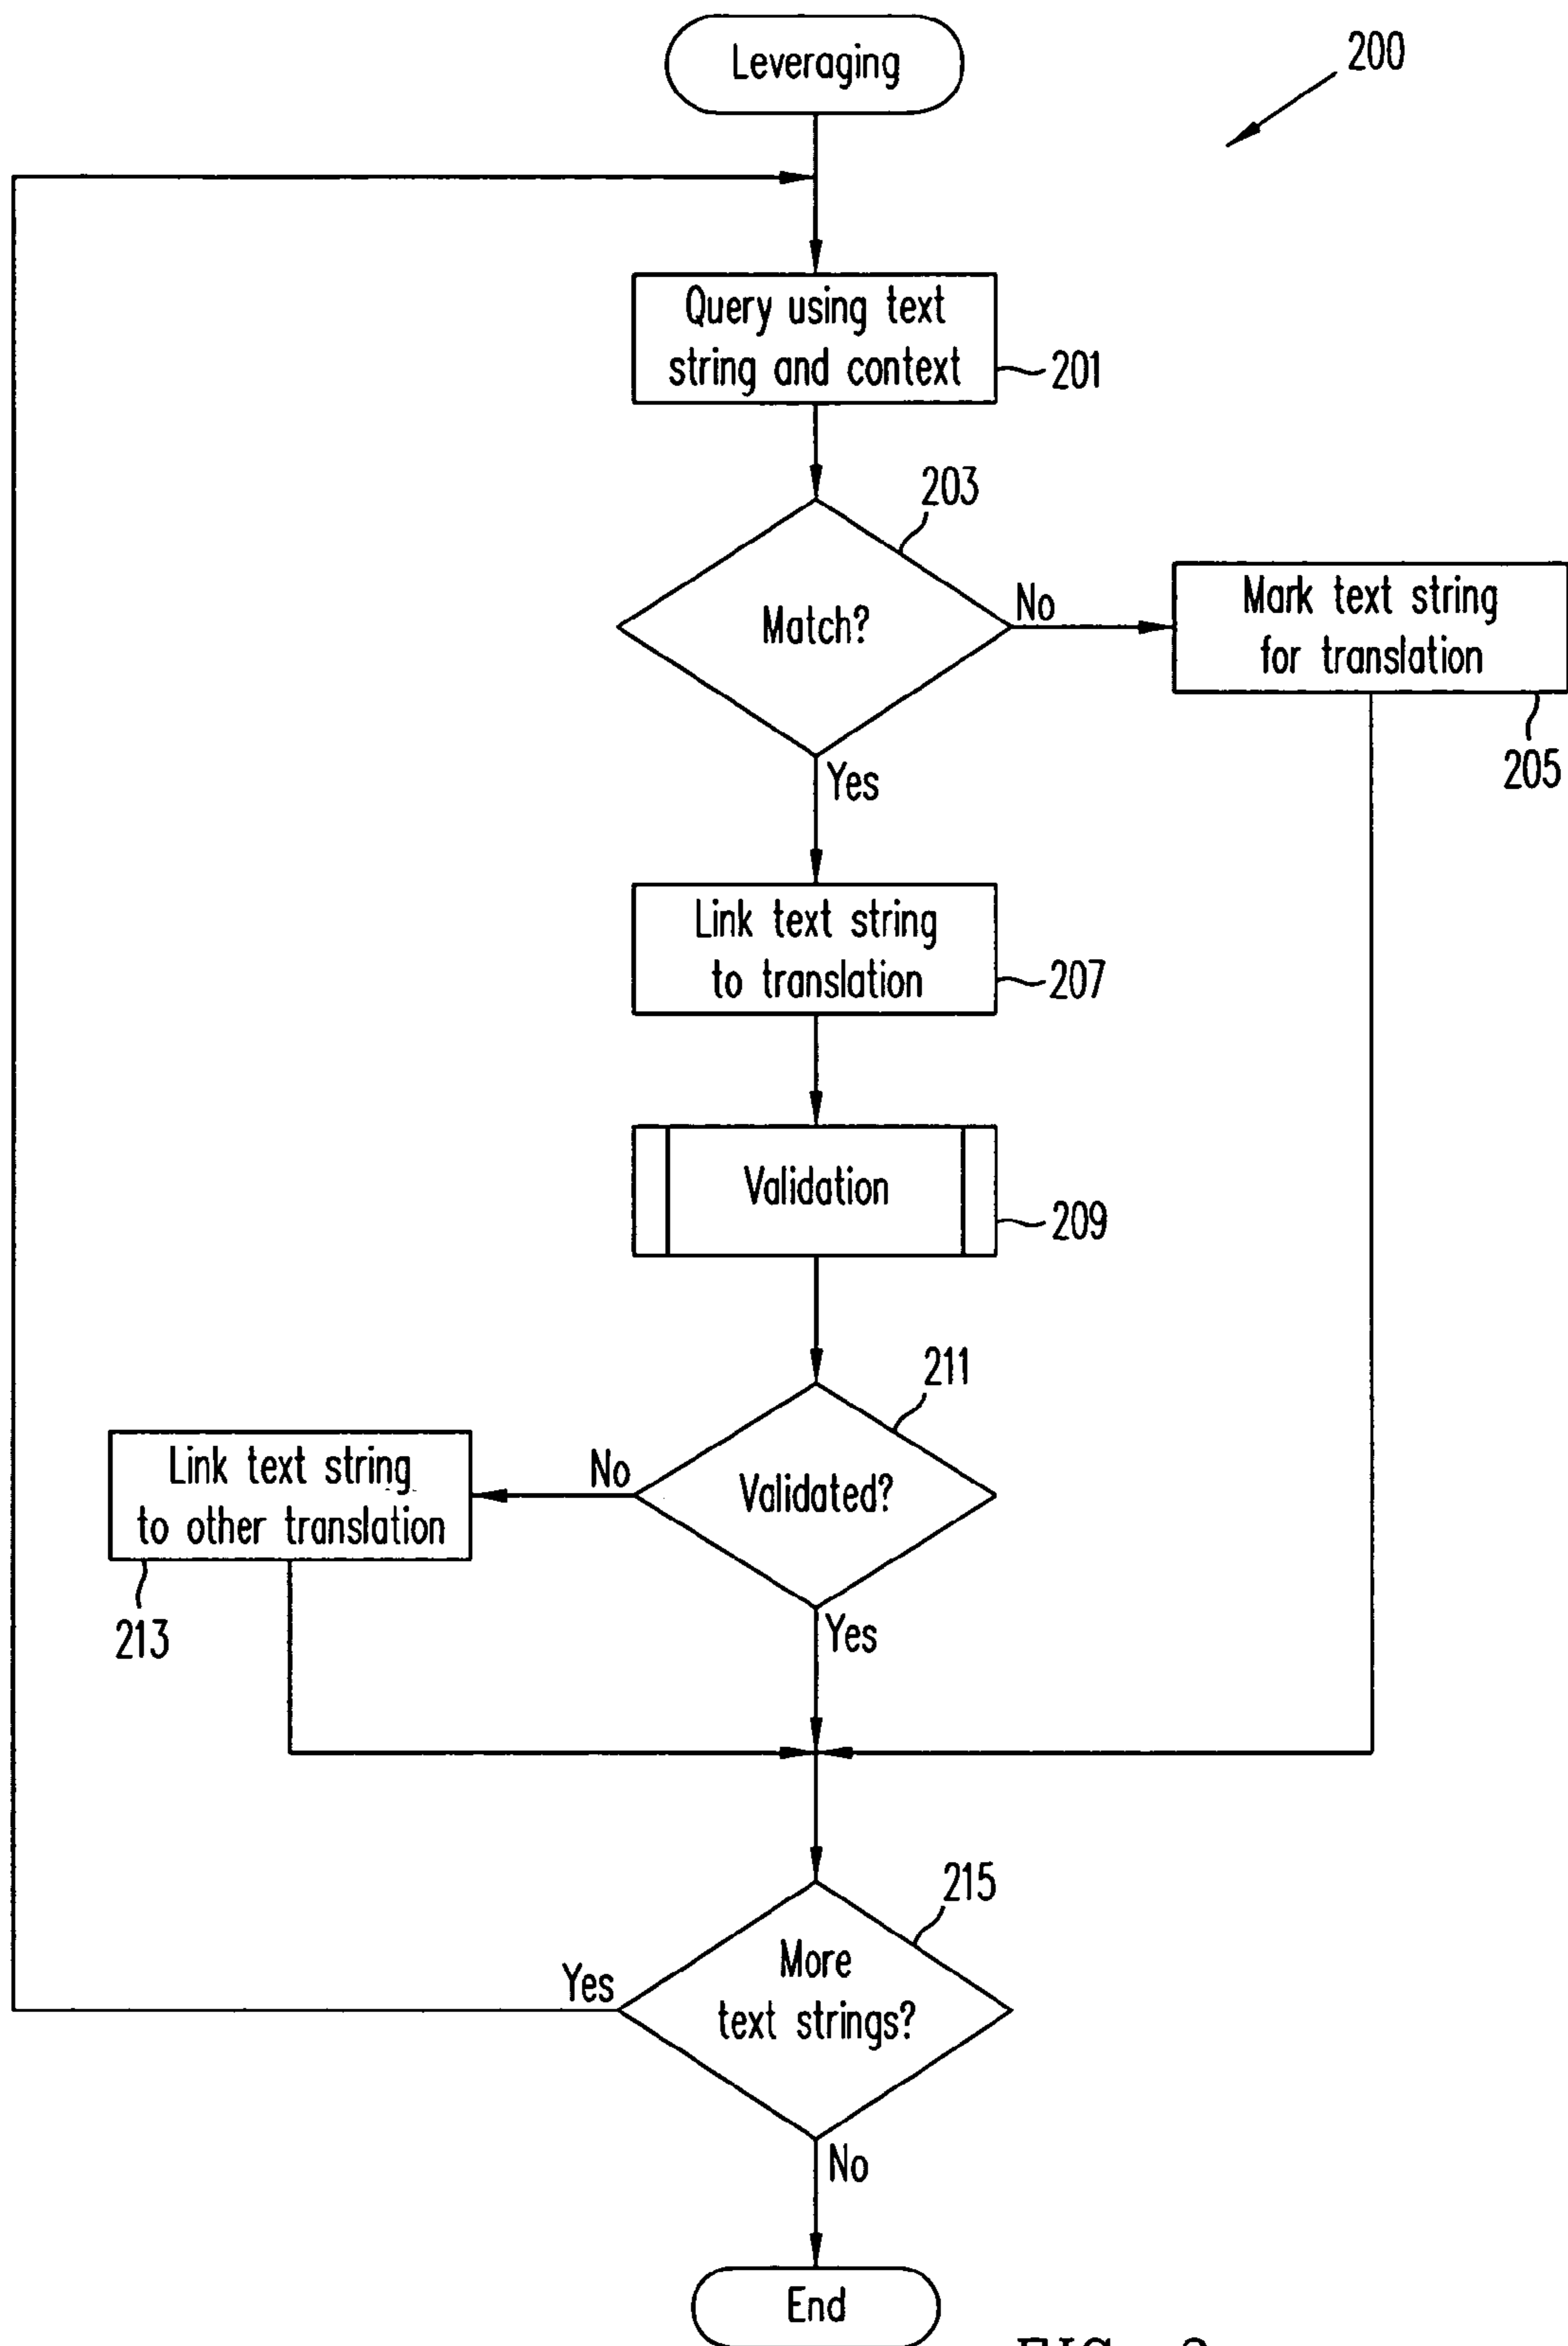 Leveraging
200
Query using text
string and context
201
203
Match?
No
Mark text string
for translation
205
Yes
Link text string
to translation
207
Validation
209
211
Validated?
No
Link text string
to other translation
213
Yes
215
More
text strings?
Yes
No
End